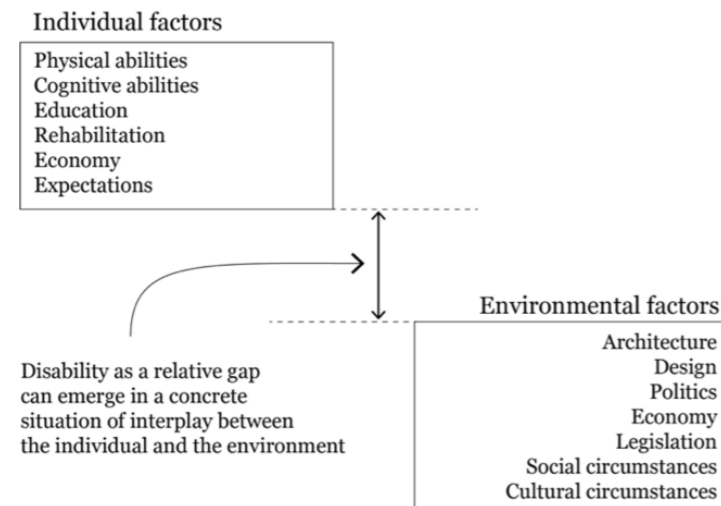 Individual factors
Physical abilities
Cognitive abilities
Education
Rehabilitation
Economy
Expectations
Disability as a relative gap
can emerge in a concrete
situation of interplay between
the individual and the environment
Environmental factors
Architecture
Design
Politics
Economy
Legislation
Social circumstances
Cultural circumstances